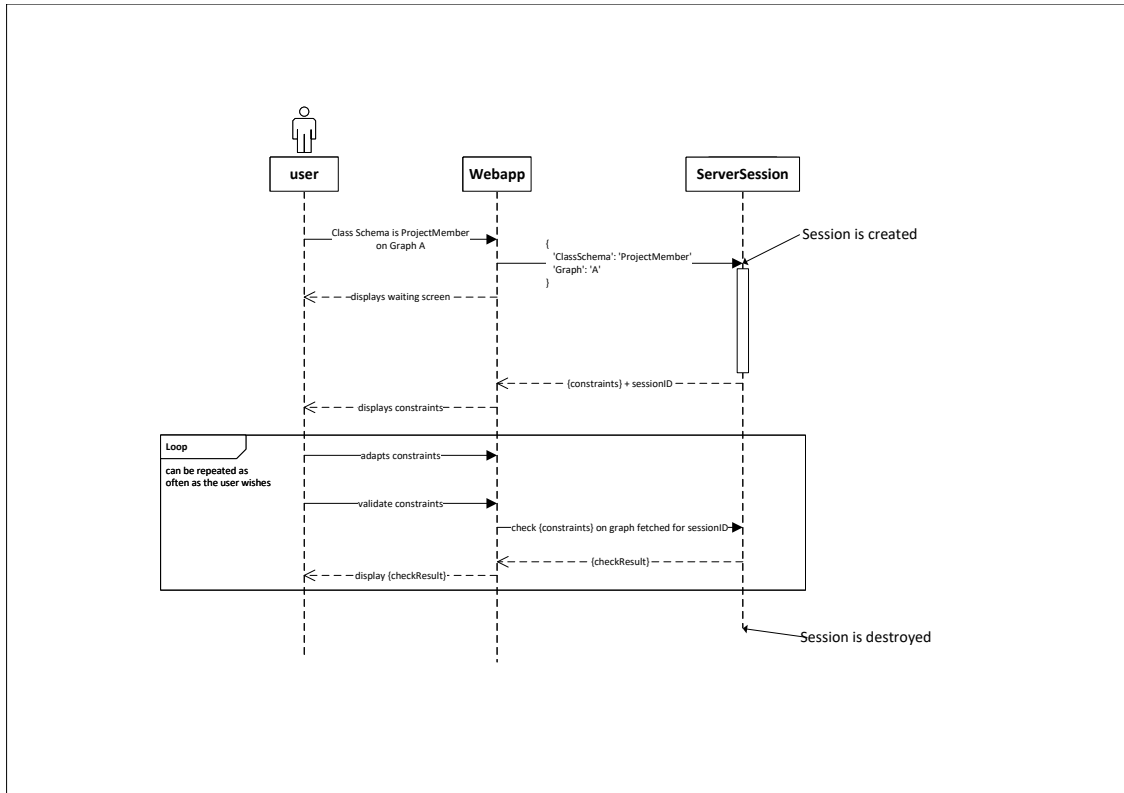 user
Webapp
ServerSession
Class Schema is ProjectMember
on Graph A
Session is created
{
'ClassSchema': 'ProjectMember'
'Graph': 'A'
}
displays waiting screen
{constraints} + sessionID
displays constraints
Loop
can be repeated as
often as the user wishes
adapts constraints
validate constraints
check {constraints} on graph fetched for sessionID
{checkResult}
display {checkResult}
Session is destroyed